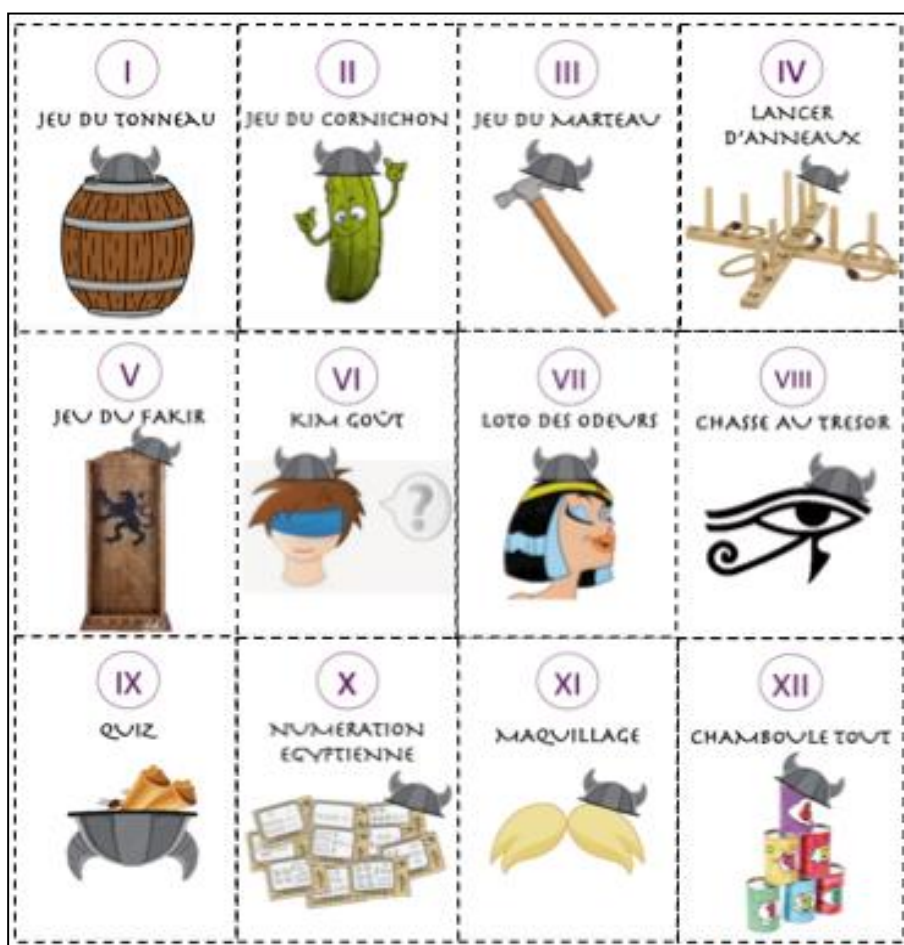 I
JEU DU TONNEAU
II
JEU DU CORNICHON
III
JEU DU MARTEAU
IV
LANCER
D'ANNEAUX
V
JEU DU FAKIR
VI
KIM GOÛT
?
VII
LOTO DES ODEURS
VIII
CHASSE AU TRESOR
IX
QUIZ
X
NUMERATION
EGYPTIENNE
XI
MAQUILLAGE
XII
CHAMBOULE TOUT